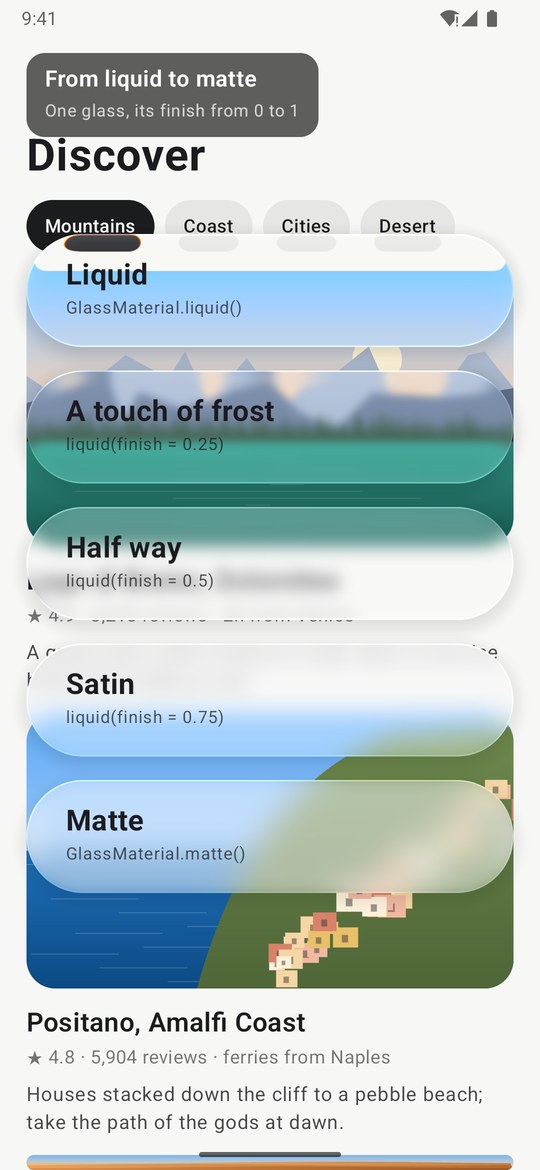 9:41
From liquid to matte
One glass, its finish from 0 to 1
Discover
Mountains
Coast
Cities
Desert
Liquid
GlassMaterial.liquid()
A touch of frost
liquid(finish = 0.25)
Half way
liquid(finish = 0.5)
★ 4.9
A
Satin
liquid(finish = 0.75)
Matte
GlassMaterial.matte()
Positano, Amalfi Coast
★ 4.8 · 5,904 reviews · ferries from Naples
Houses stacked down the cliff to a pebble beach;
take the path of the gods at dawn.